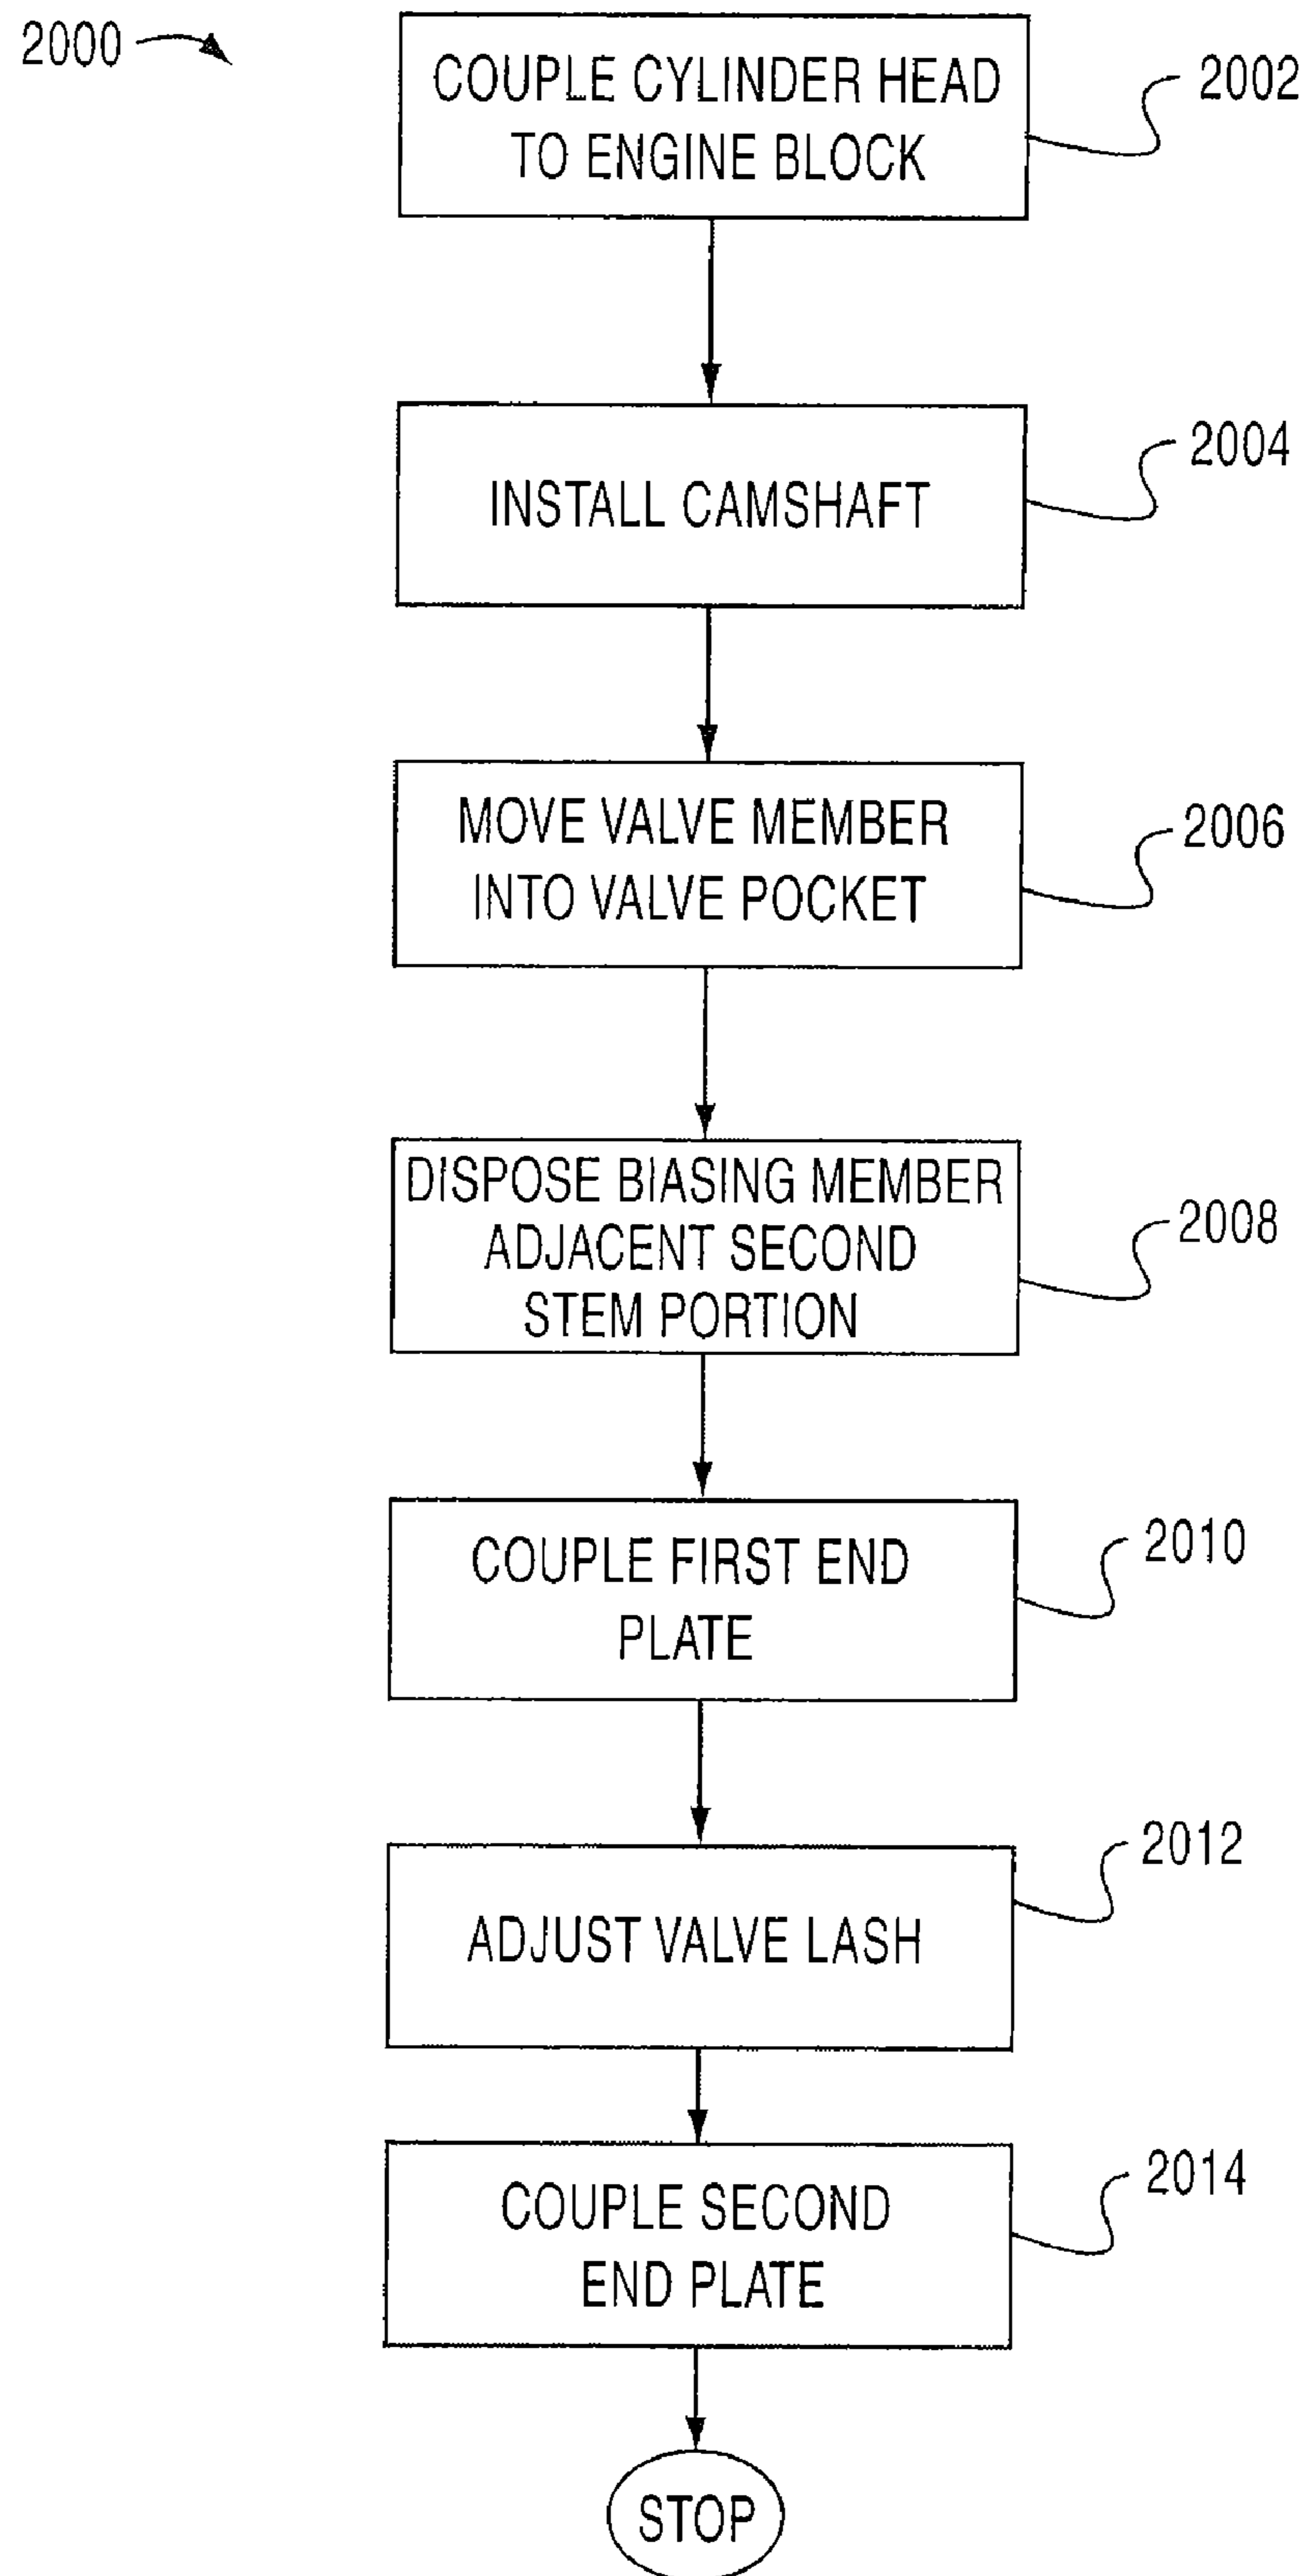 2000
COUPLE CYLINDER HEAD
TO ENGINE BLOCK
2002
INSTALL CAMSHAFT
2004
MOVE VALVE MEMBER
INTO VALVE POCKET
2006
DISPOSE BIASING MEMBER
ADJACENT SECOND
STEM PORTION
2008
COUPLE FIRST END
PLATE
2010
ADJUST VALVE LASH
2012
COUPLE SECOND
END PLATE
2014
STOP